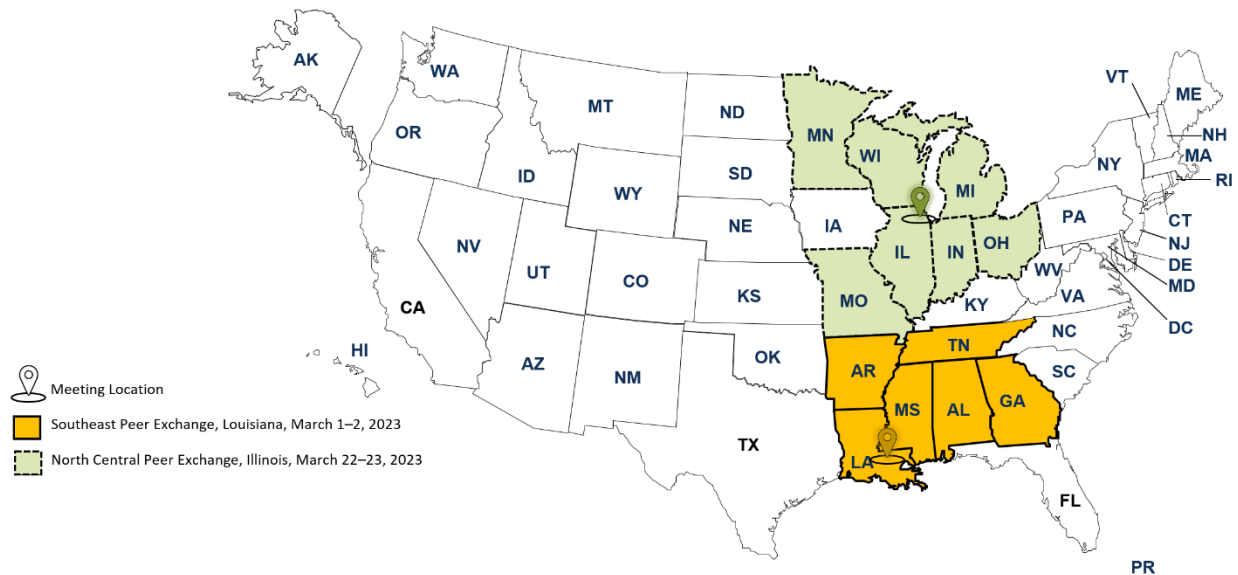 AK
WA
MT
ND
MN
VT
ME
OR
NH
ID
SD
WI
NY
MA
MI
RI
WY
PA
CT
IA
NE
NV
IL
IN
OH
NJ
UT
CO
WV
DE
MD
KS
MO
KY
VA
CA
DC
HI
NC
TN
OK
AZ
NM
AR
SC
MS
AL
GA
Meeting Location
Southeast Peer Exchange, Louisiana, March 1–2, 2023
TX
LA
North Central Peer Exchange, Illinois, March 22–23, 2023
FL
PR